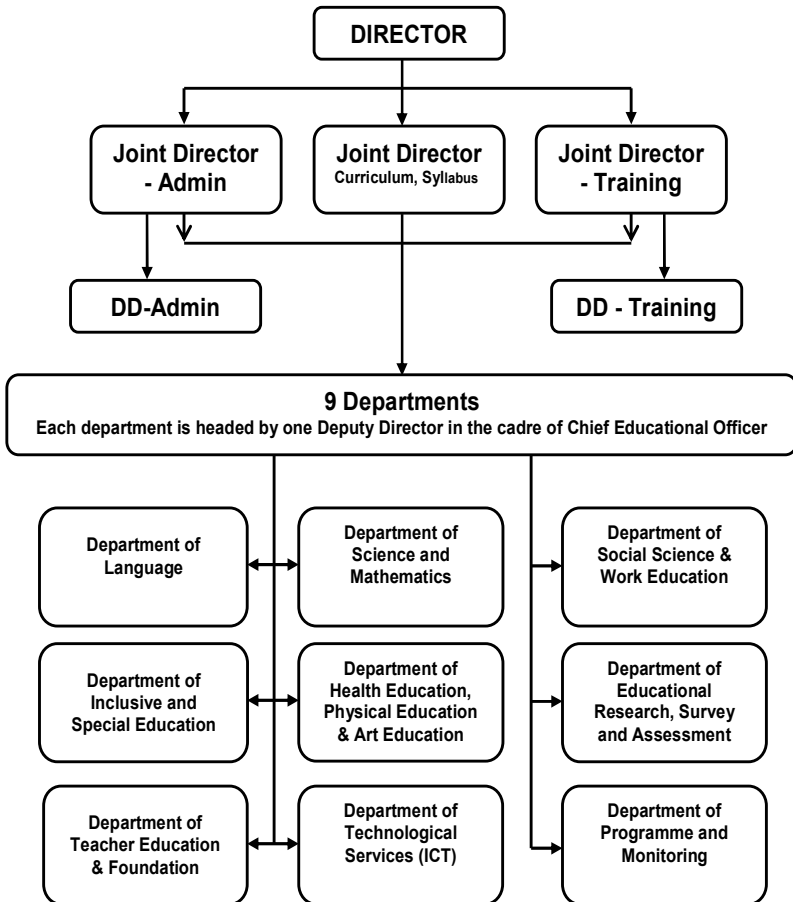 DIRECTOR
Joint Director
- Admin
Joint Director
Curriculum, Syllabus
Joint Director
- Training
DD-Admin
DD - Training
9 Departments
Each department is headed by one Deputy Director in the cadre of Chief Educational Officer
Department of
Language
Department of
Science and
Mathematics
Department of
Social Science &
Work Education
Department of
Inclusive and
Special Education
Department of
Health Education,
Physical Education
& Art Education
Department of
Educational
Research, Survey
and Assessment
Department of
Teacher Education
& Foundation
Department of
Technological
Services (ICT)
Department of
Programme and
Monitoring